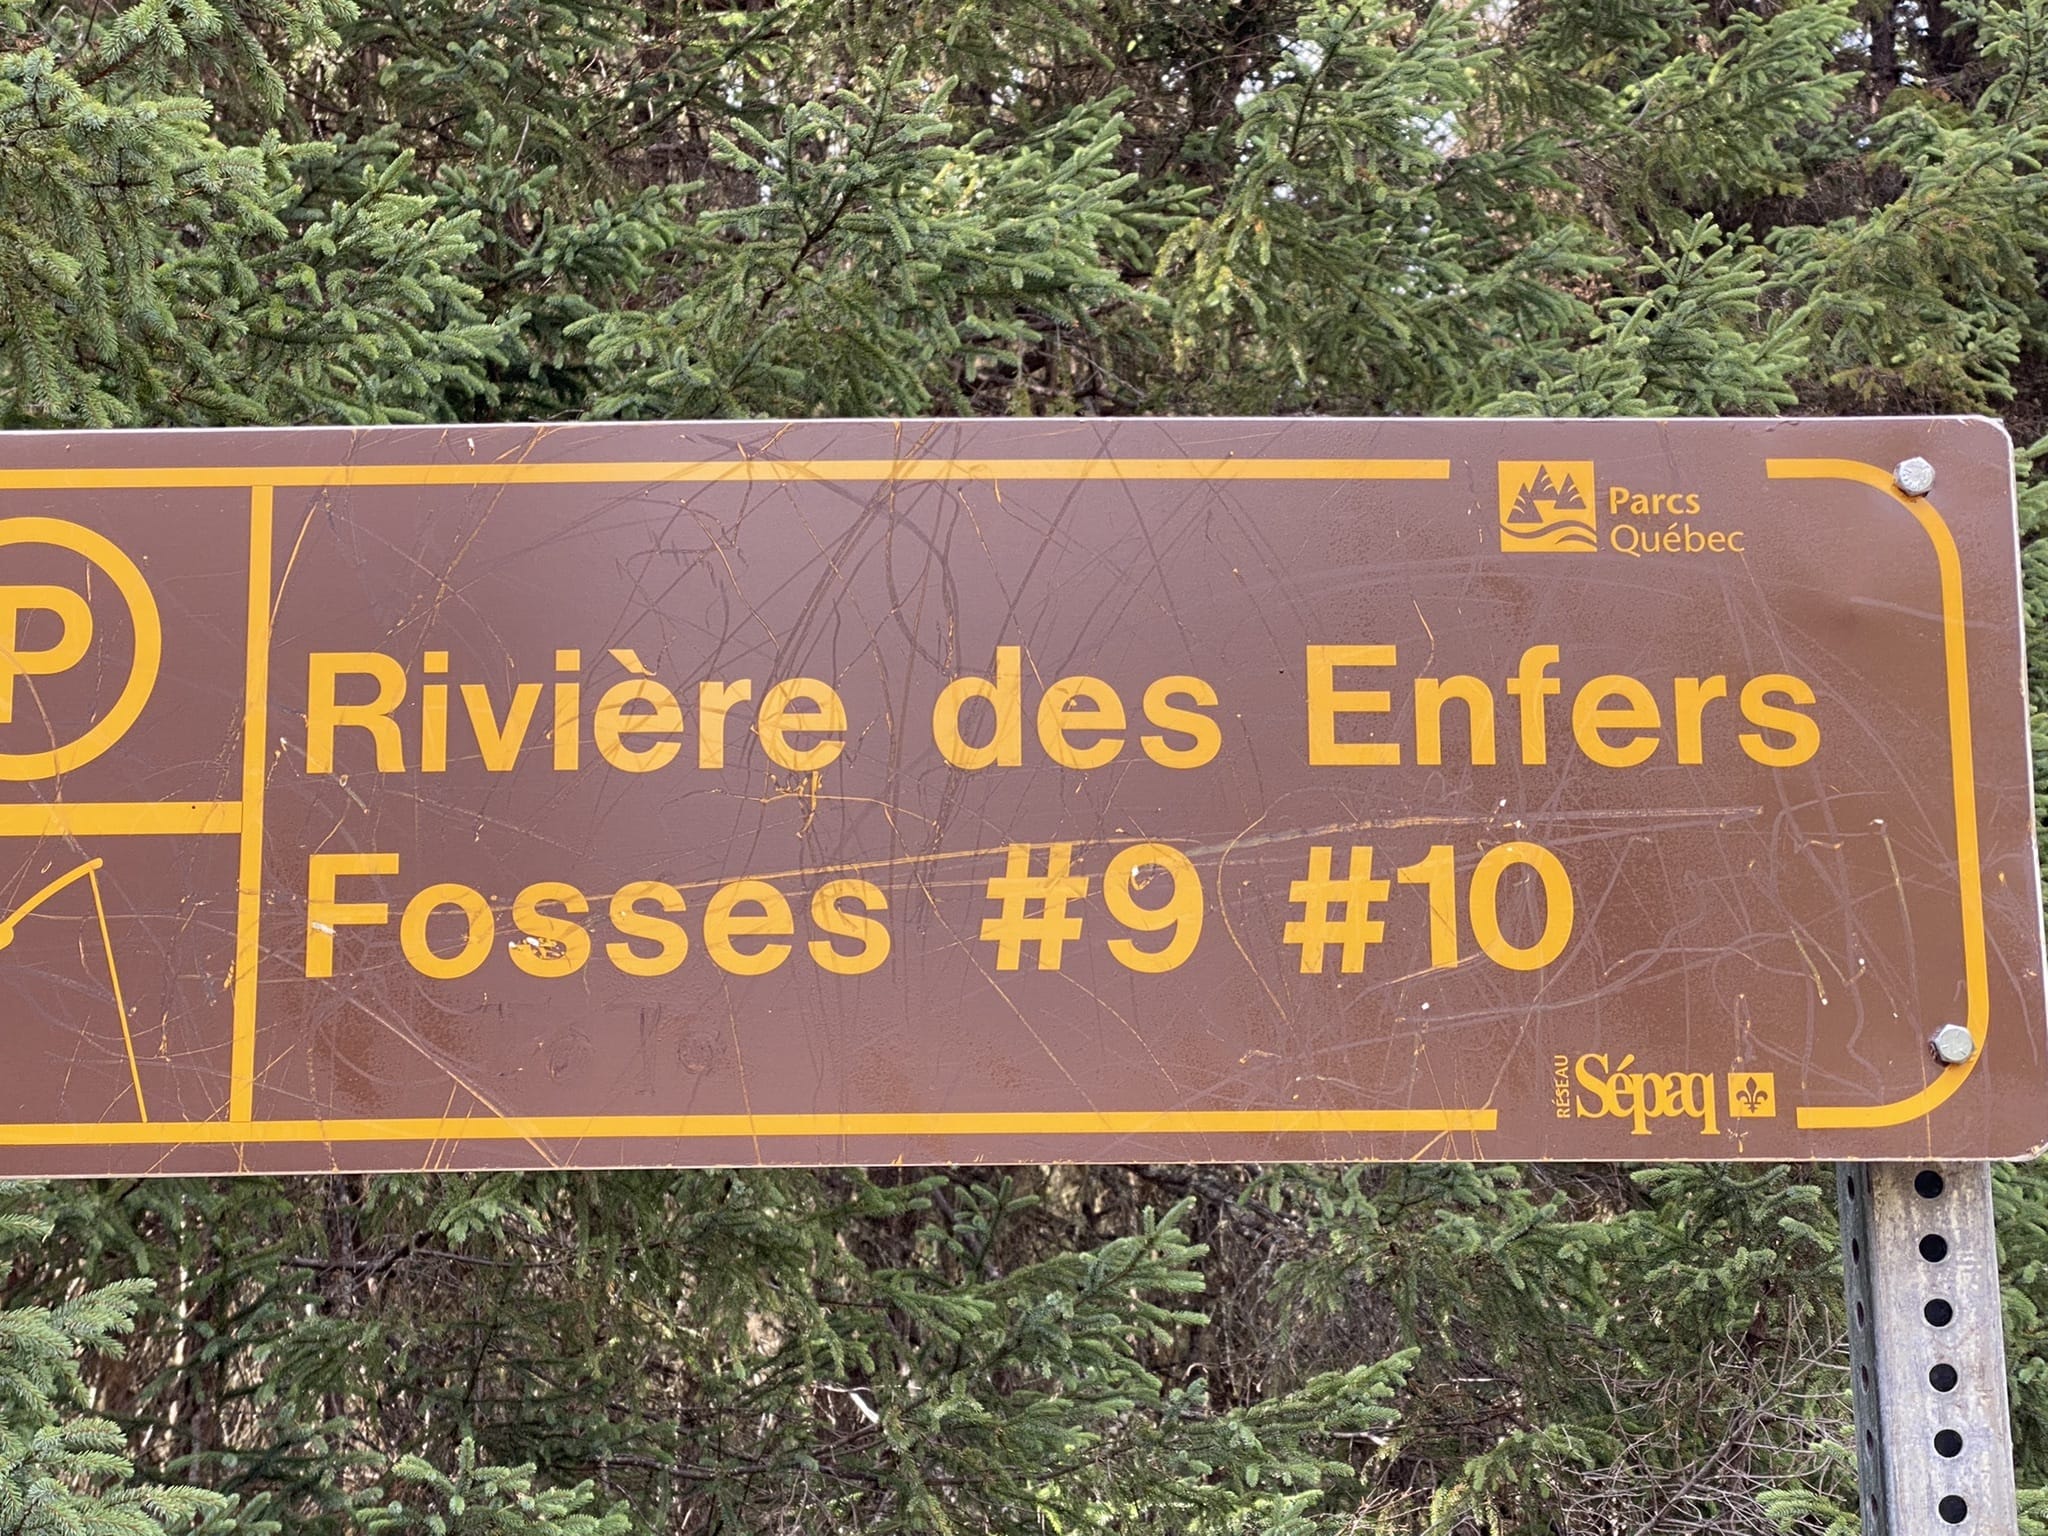 Parcs
Québec
P
Rivière des Enfers
Fosses #9 #10
RÉSEAU Sépaq